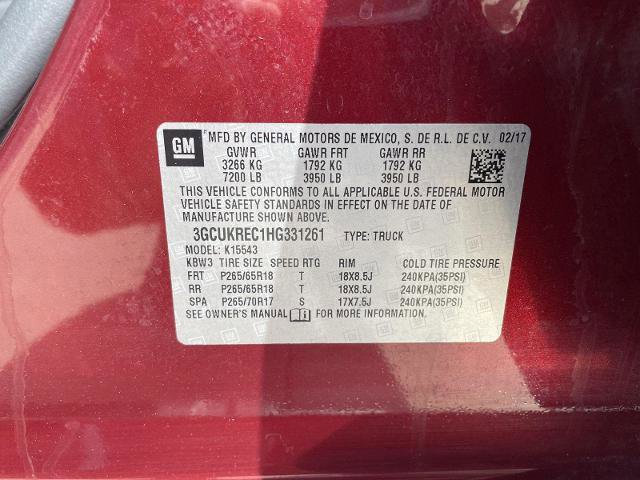 GM MFD BY GENERAL MOTORS DE MEXICO, S. DE R.L. DE C.V. 02/17
GVWR GAWR FRT GAWR RR
3266 KG 1792 KG 1792 KG
7200 LB 3950 LB 3950 LB
THIS VEHICLE CONFORMS TO ALL APPLICABLE U.S. FEDERAL MOTOR
VEHICLE SAFETY STANDARDS IN EFFECT ON THE DATE OF
MANUFACTURE SHOWN ABOVE.
3GCUKREC1HG331261 TYPE: TRUCK
MODEL: K15543
KBW3 TIRE SIZE SPEED RTG RIM COLD TIRE PRESSURE
FRT P265/65R18 T 18X8.5J 240KPA(35PSI)
RR P265/65R18 T 18X8.5J 240KPA(35PSI)
SPA P265/70R17 S 17X7.5J 240KPA(35PSI)
SEE OWNER'S MANUAL FOR MORE INFORMATION.